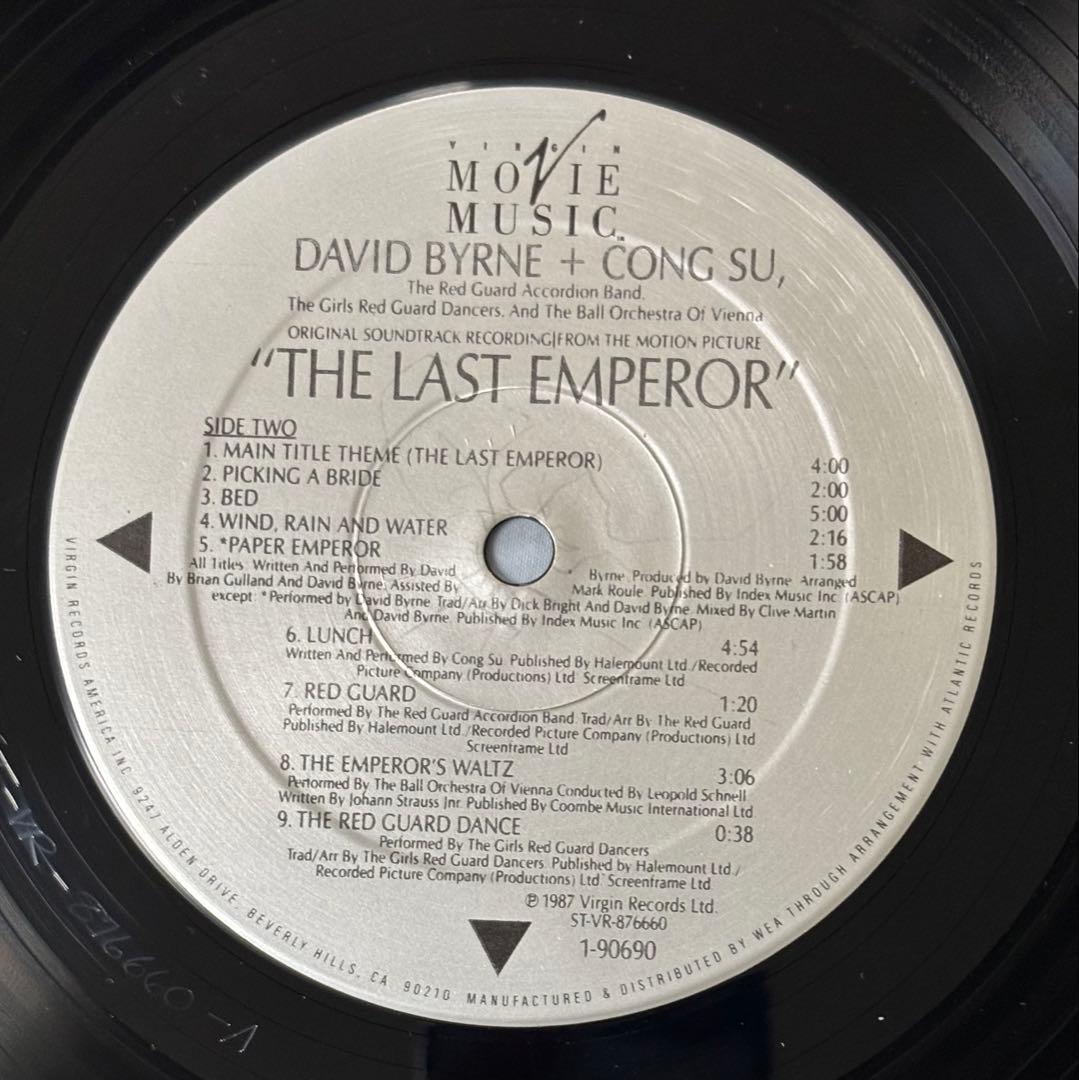 VIRGIN
MOVIE
MUSIC™
DAVID BYRNE + CONG SU,
The Red Guard Accordion Band,
The Girls Red Guard Dancers, And The Ball Orchestra Of Vienna
ORIGINAL SOUNDTRACK RECORDING|FROM THE MOTION PICTURE
"THE LAST EMPEROR"
SIDE TWO
1. MAIN TITLE THEME (THE LAST EMPEROR) 4:00
2. PICKING A BRIDE 2:00
3. BED 5:00
4. WIND, RAIN AND WATER 2:16
5. *PAPER EMPEROR 1:58
All Titles Written And Performed By David Byrne Produced by David Byrne Arranged
By Brian Gulland And David Byrne, Assisted By Mark Roule Published By Index Music Inc (ASCAP)
except: *Performed by David Byrne Trad/Arr By Dick Bright And David Byrne Mixed By Clive Martin
And David Byrne Published By Index Music Inc (ASCAP)
6. LUNCH 4:54
Written And Performed By Cong Su Published By Halemount Ltd /Recorded
Picture Company (Productions) Ltd Screenframe Ltd
7. RED GUARD 1:20
Performed By The Red Guard Accordion Band Trad/Arr By The Red Guard
Published By Halemount Ltd /Recorded Picture Company (Productions) Ltd
Screenframe Ltd
8. THE EMPEROR'S WALTZ 3:06
Performed By The Ball Orchestra Of Vienna Conducted By Leopold Schnell
Written By Johann Strauss Jnr. Published By Coombe Music International Ltd
9. THE RED GUARD DANCE 0:38
Performed By The Girls Red Guard Dancers
Trad/Arr By The Girls Red Guard Dancers Published by Halemount Ltd /
Recorded Picture Company (Productions) Ltd Screenframe Ltd
℗ 1987 Virgin Records Ltd.
ST-VR-876660
1-90690
VIRGIN RECORDS AMERICA INC 9247 ALDEN DRIVE, BEVERLY HILLS, CA 90210 MANUFACTURED & DISTRIBUTED BY WEA THROUGH ARRANGEMENT WITH ATLANTIC RECORDS